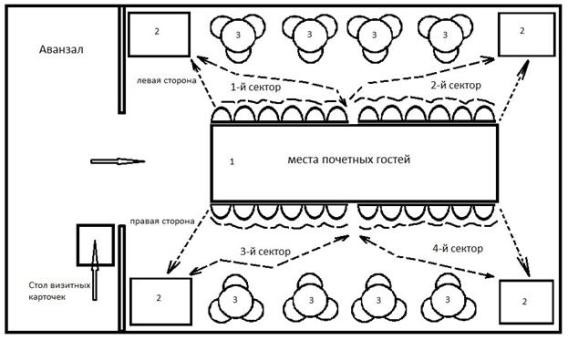 Аванзал
2
3
3
3
3
2
левая сторона
1-й сектор
2-й сектор
1
места почетных гостей
правая сторона
3-й сектор
4-й сектор
Стол визитных
карточек
2
3
3
3
3
2